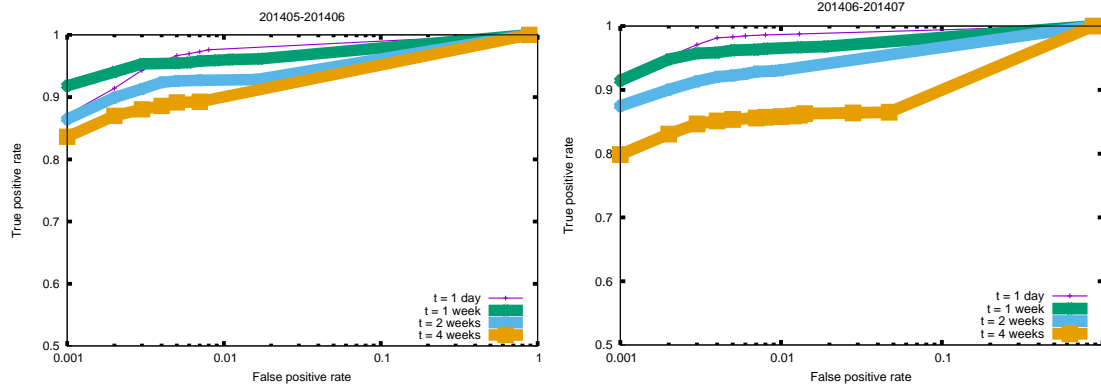 201405-201406
1
0.9
0.8
0.7
0.6
0.5
0.001
0.01
0.1
1
True positive rate
False positive rate
t = 1 day
t = 1 week
t = 2 weeks
t = 4 weeks
201406-201407
1
0.9
0.8
0.7
0.6
0.5
0.001
0.01
0.1
True positive rate
False positive rate
t = 1 day
t = 1 week
t = 2 weeks
t = 4 weeks